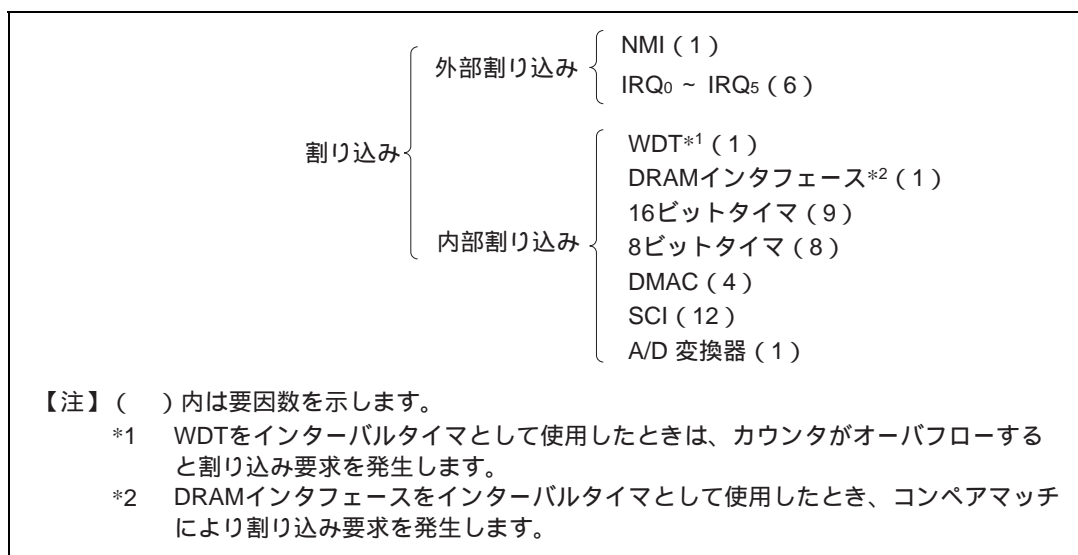 外部割り込み
NMI（1）
IRQ0 ~ IRQ5（6）
割り込み
内部割り込み
WDT*1（1）
DRAMインタフェース*2（1）
16ビットタイマ（9）
8ビットタイマ（8）
DMAC（4）
SCI（12）
A/D 変換器（1）
【注】（　）内は要因数を示します。
*1 WDTをインターバルタイマとして使用したときは、カウンタがオーバフローする
と割り込み要求を発生します。
*2 DRAMインタフェースをインターバルタイマとして使用したとき、コンペアマッチ
により割り込み要求を発生します。